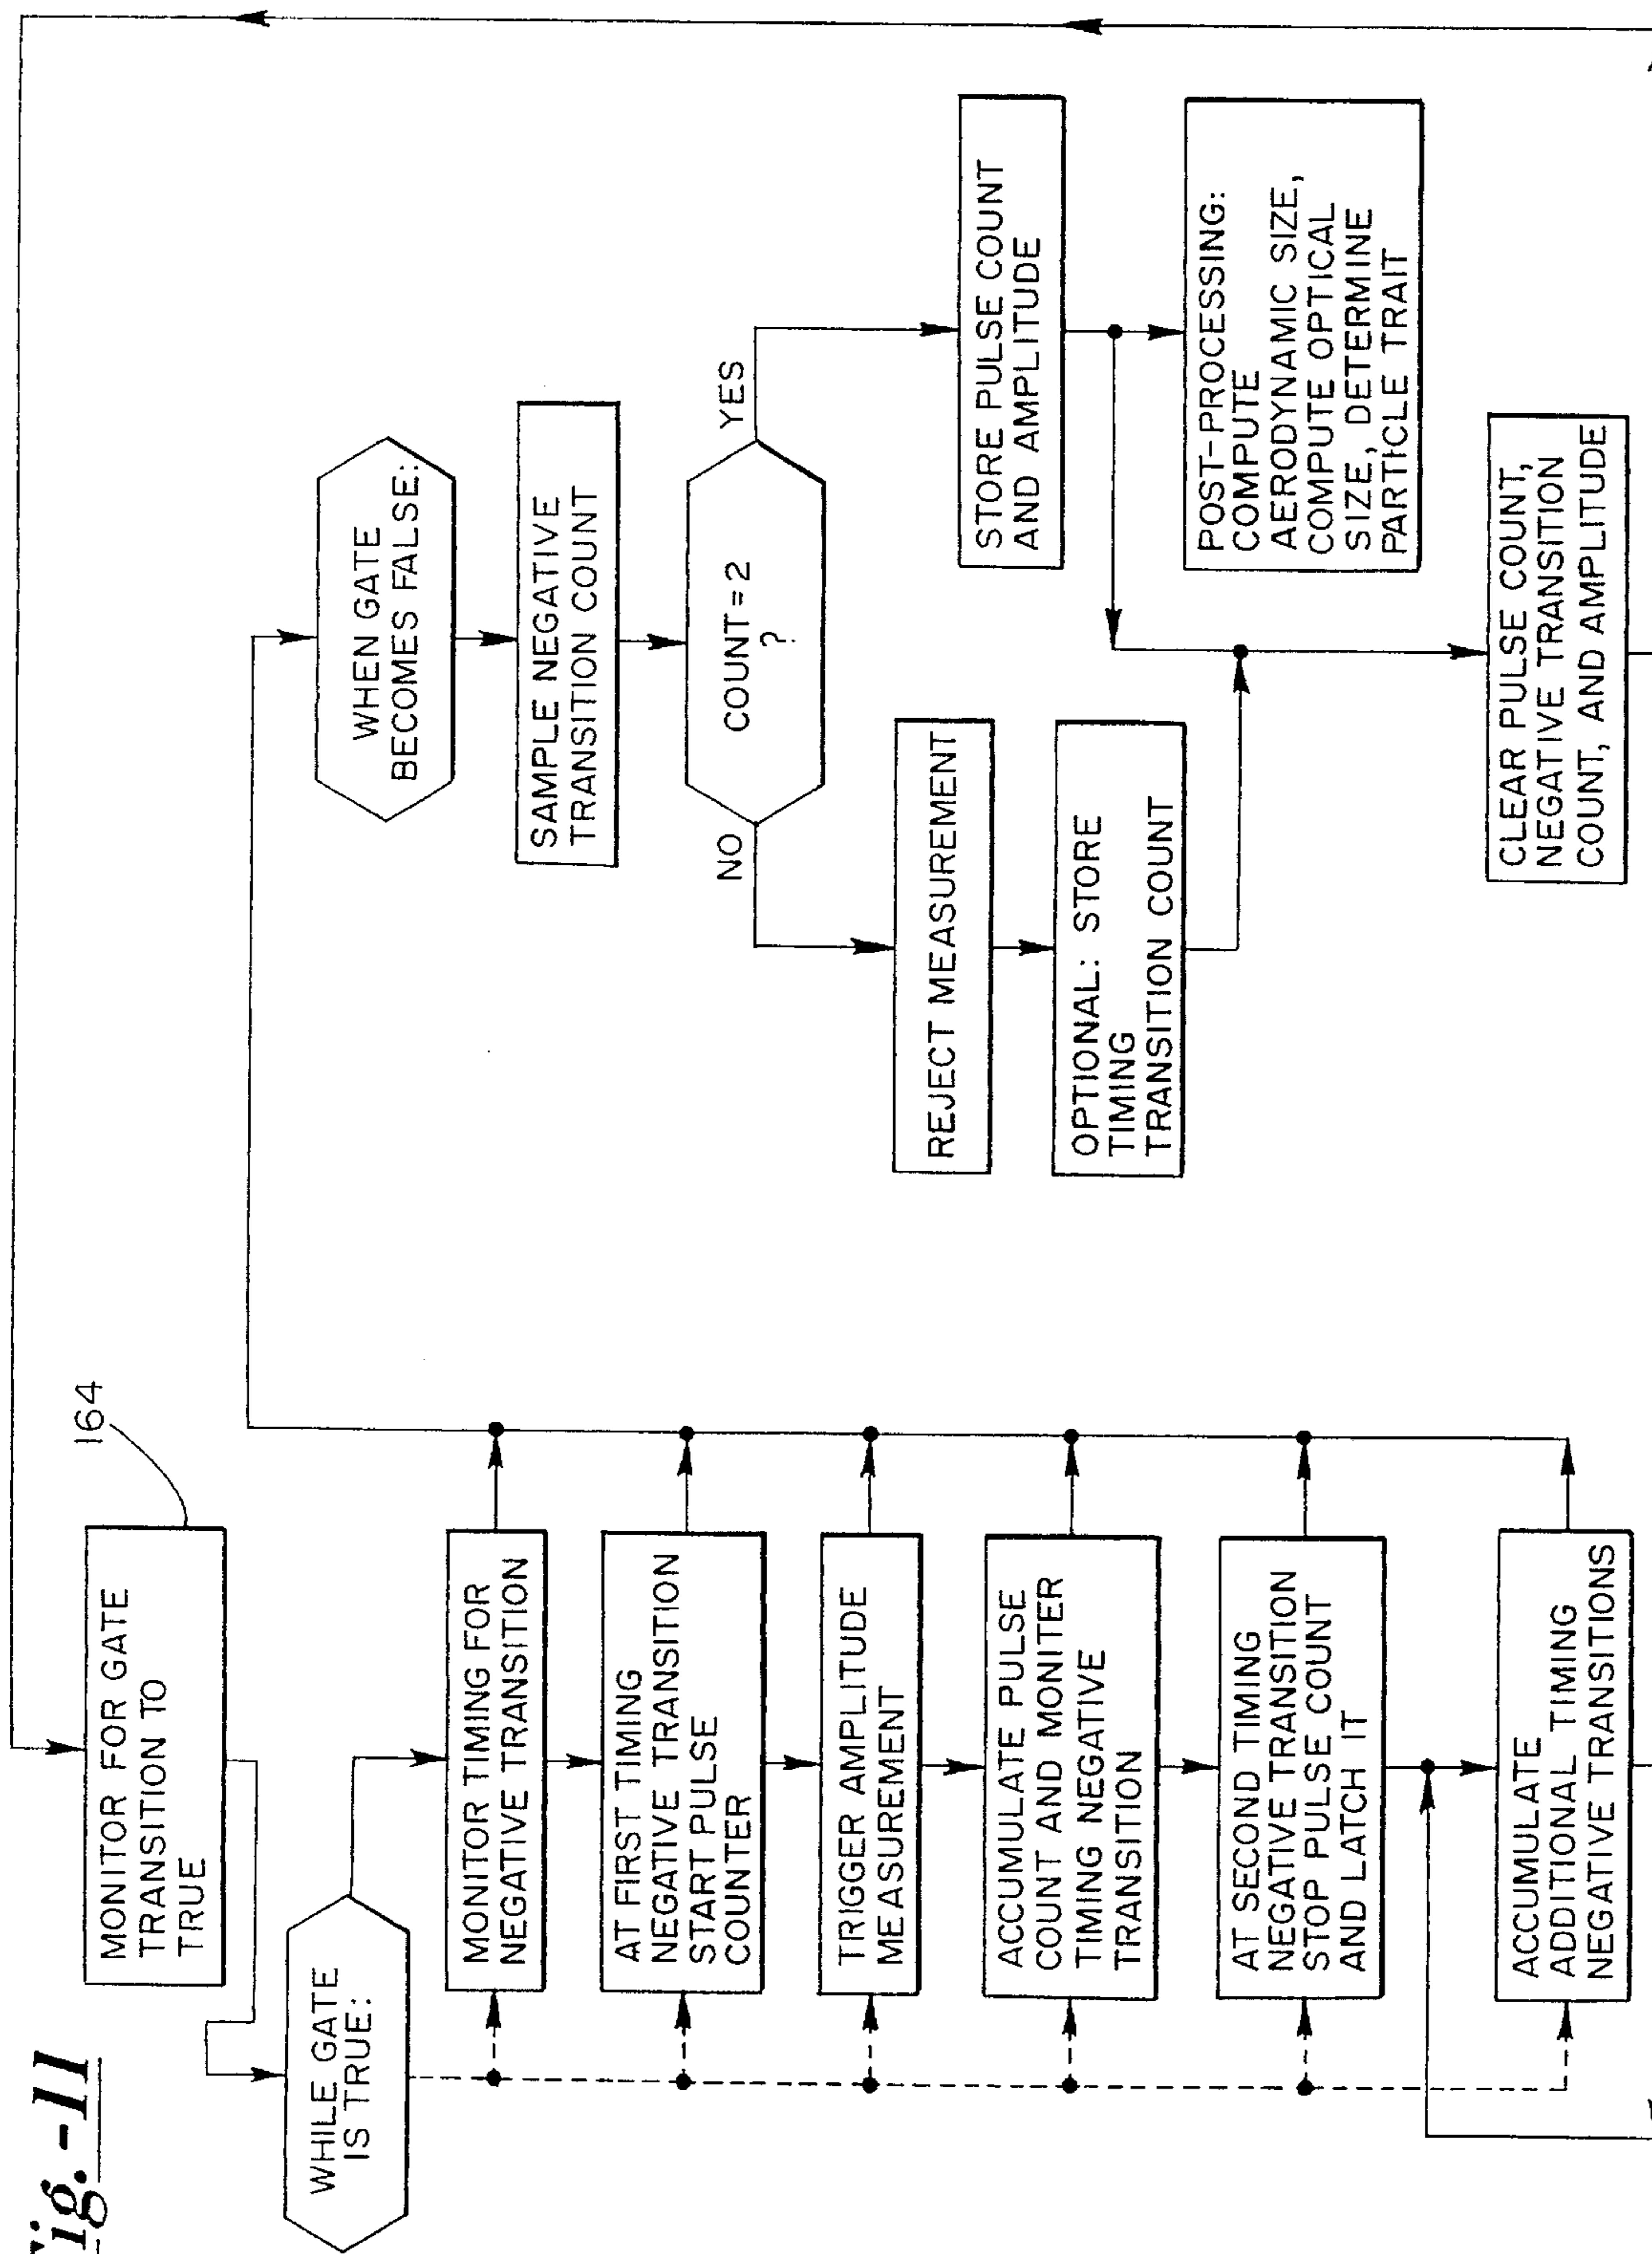 Fig.-11
MONITOR FOR GATE
TRANSITION TO
TRUE
164
WHILE GATE
IS TRUE:
MONITOR TIMING FOR
NEGATIVE TRANSITION
AT FIRST TIMING
NEGATIVE TRANSITION
START PULSE
COUNTER
TRIGGER AMPLITUDE
MEASUREMENT
ACCUMULATE PULSE
COUNT AND MONITER
TIMING NEGATIVE
TRANSITION
AT SECOND TIMING
NEGATIVE TRANSITION
STOP PULSE COUNT
AND LATCH IT
ACCUMULATE
ADDITIONAL TIMING
NEGATIVE TRANSITIONS
WHEN GATE
BECOMES FALSE:
SAMPLE NEGATIVE
TRANSITION COUNT
COUNT = 2
?
NO
YES
REJECT MEASUREMENT
OPTIONAL: STORE
TIMING
TRANSITION COUNT
STORE PULSE COUNT
AND AMPLITUDE
POST-PROCESSING:
COMPUTE
AERODYNAMIC SIZE,
COMPUTE OPTICAL
SIZE, DETERMINE
PARTICLE TRAIT
CLEAR PULSE COUNT,
NEGATIVE TRANSITION
COUNT, AND AMPLITUDE